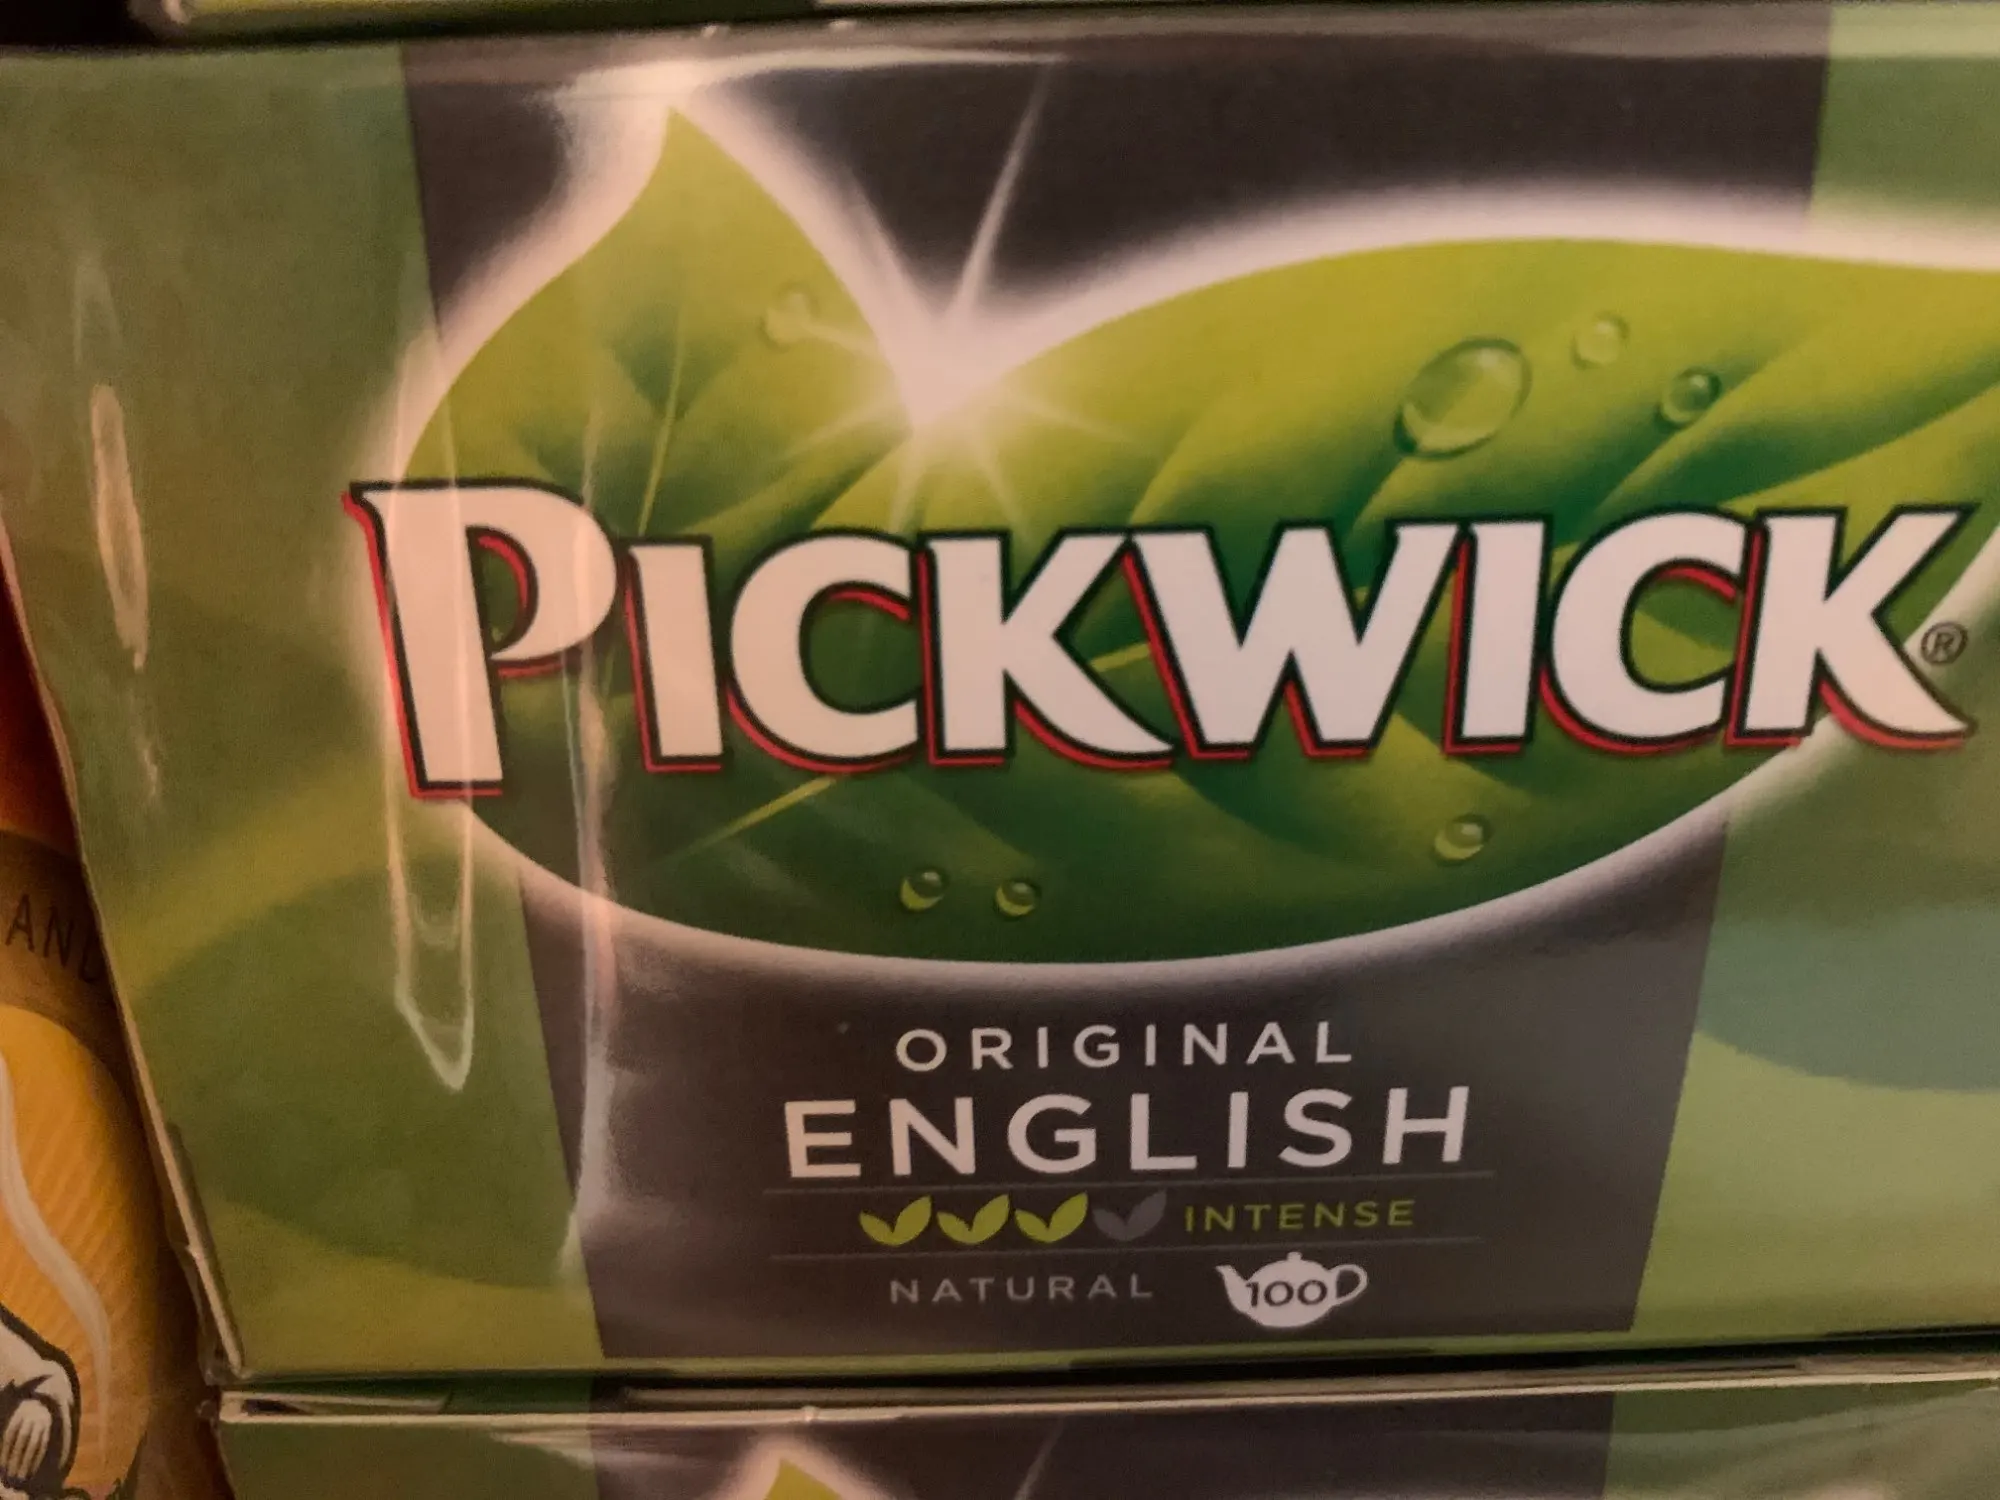 PICKWICK®
ORIGINAL
ENGLISH
INTENSE
NATURAL 100